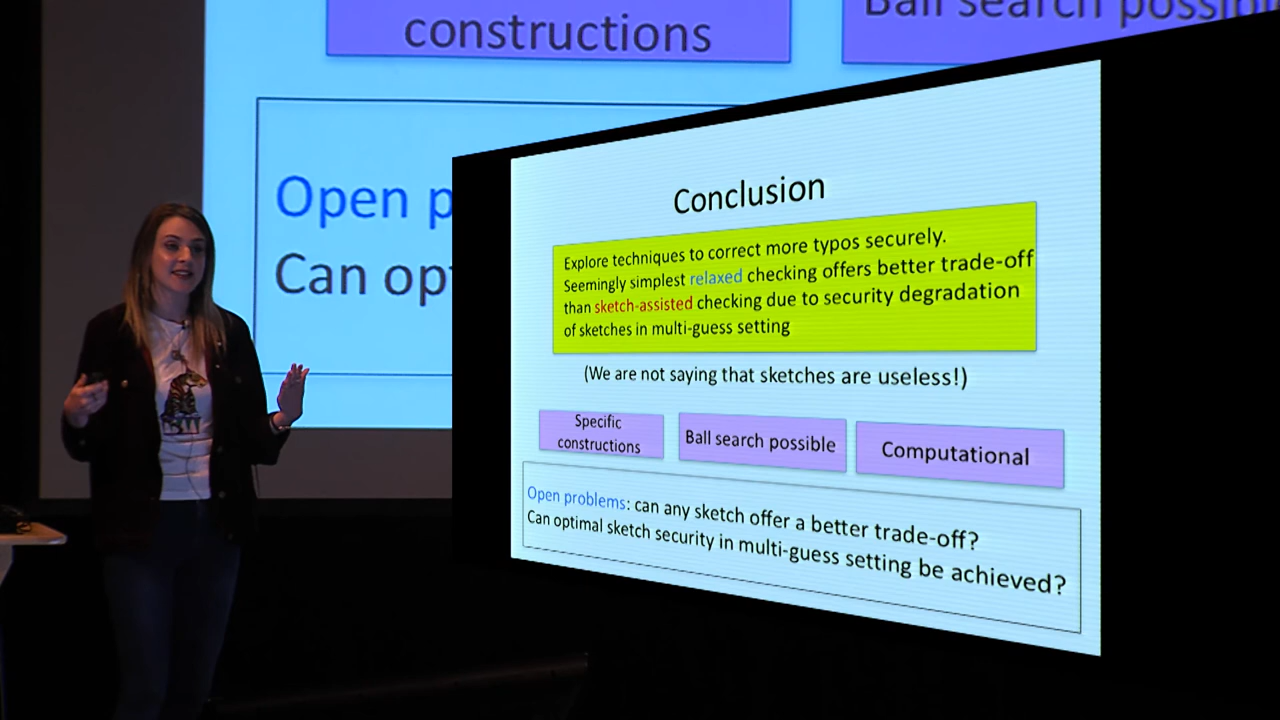 constructions
Ball search possibl
Open p
Can opt
Conclusion
Explore techniques to correct more typos securely.
Seemingly simplest relaxed checking offers better trade-off
than sketch-assisted checking due to security degradation
of sketches in multi-guess setting
(We are not saying that sketches are useless!)
Specific
constructions
Ball search possible
Computational
Open problems: can any sketch offer a better trade-off?
Can optimal sketch security in multi-guess setting be achieved?